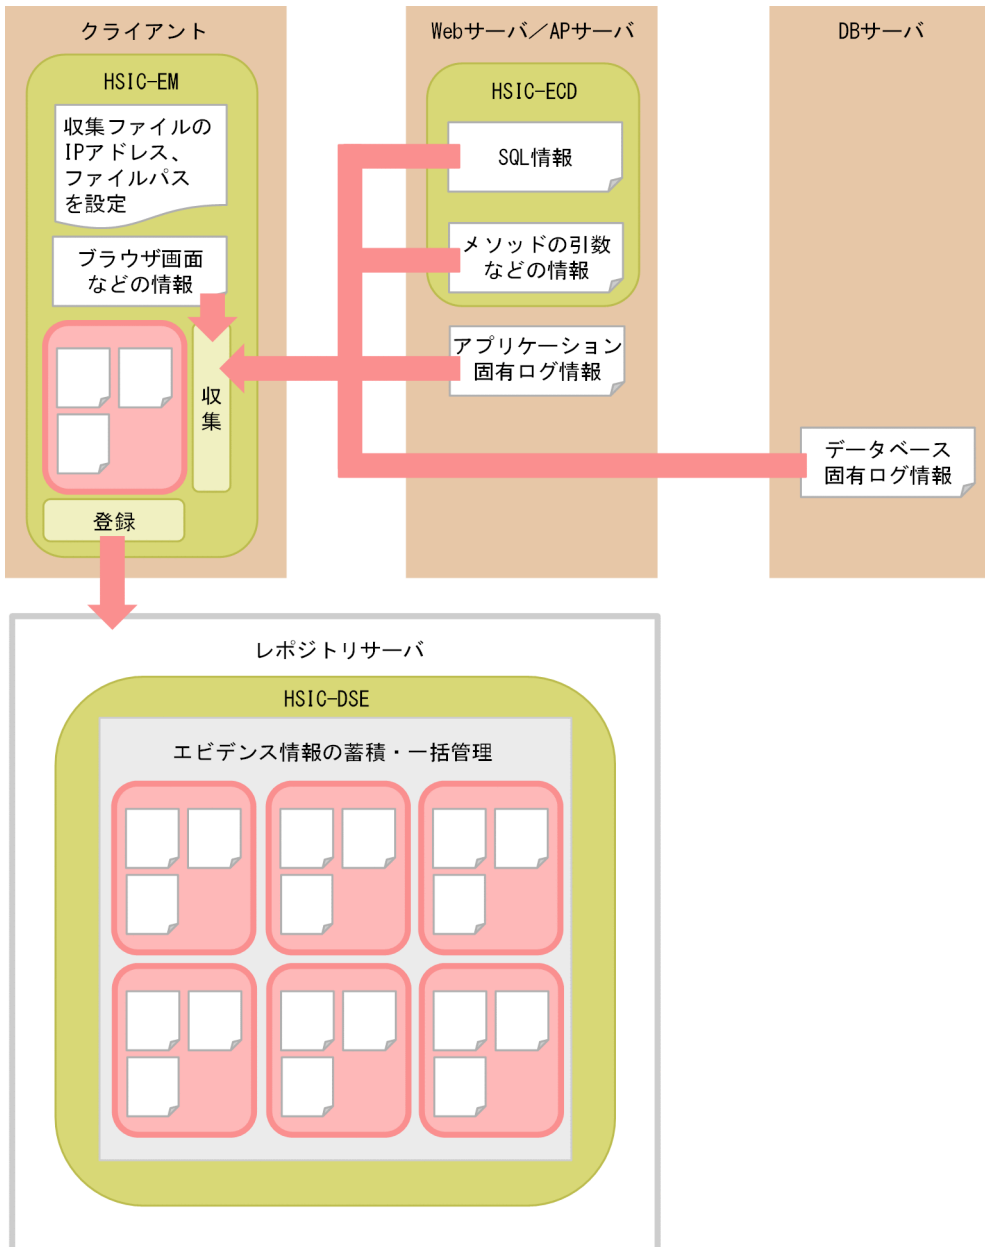 クライアント
HSIC-EM
収集ファイルの
IPアドレス、
ファイルパス
を設定
ブラウザ画面
などの情報
収
集
登録
Webサーバ／APサーバ
HSIC-ECD
SQL情報
メソッドの引数
などの情報
アプリケーション
固有ログ情報
DBサーバ
データベース
固有ログ情報
レポジトリサーバ
HSIC-DSE
エビデンス情報の蓄積・一括管理